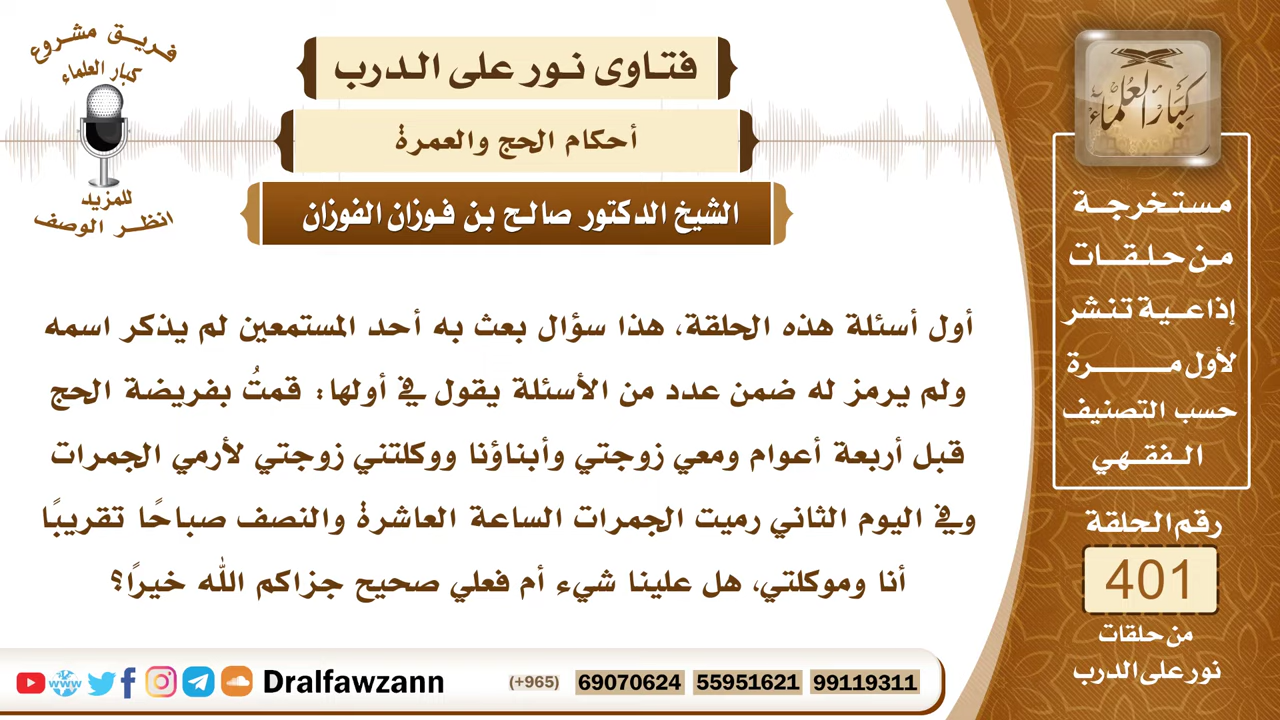 فريق مشروع
كبار العلماء
للمزيد
انظر الوصف
فتاوى نور على الدرب
أحكام الحج والعمرة
الشيخ الدكتور صالح بن فوزان الفوزان
أول أسئلة هذه الحلقة، هذا سؤال بعث به أحد المستمعين لم يذكر اسمه
ولم يرمز له ضمن عدد من الأسئلة يقول في أولها: قمتُ بفريضة الحج
قبل أربعة أعوام ومعي زوجتي وأبناؤنا ووكلتني زوجتي لأرمي الجمرات
وفي اليوم الثاني رميت الجمرات الساعة العاشرة والنصف صباحًا تقريبًا
أنا وموكلتي، هل علينا شيء أم فعلي صحيح جزاكم الله خيرًا؟
كبار العلماء
مستخرجة
من حلقات
إذاعية تنشر
لأول مرة
حسب التصنيف
الفقهي
رقم الحلقة
401
من حلقات
نور على الدرب
www Dralfawzann (+965) 69070624 55951621 99119311